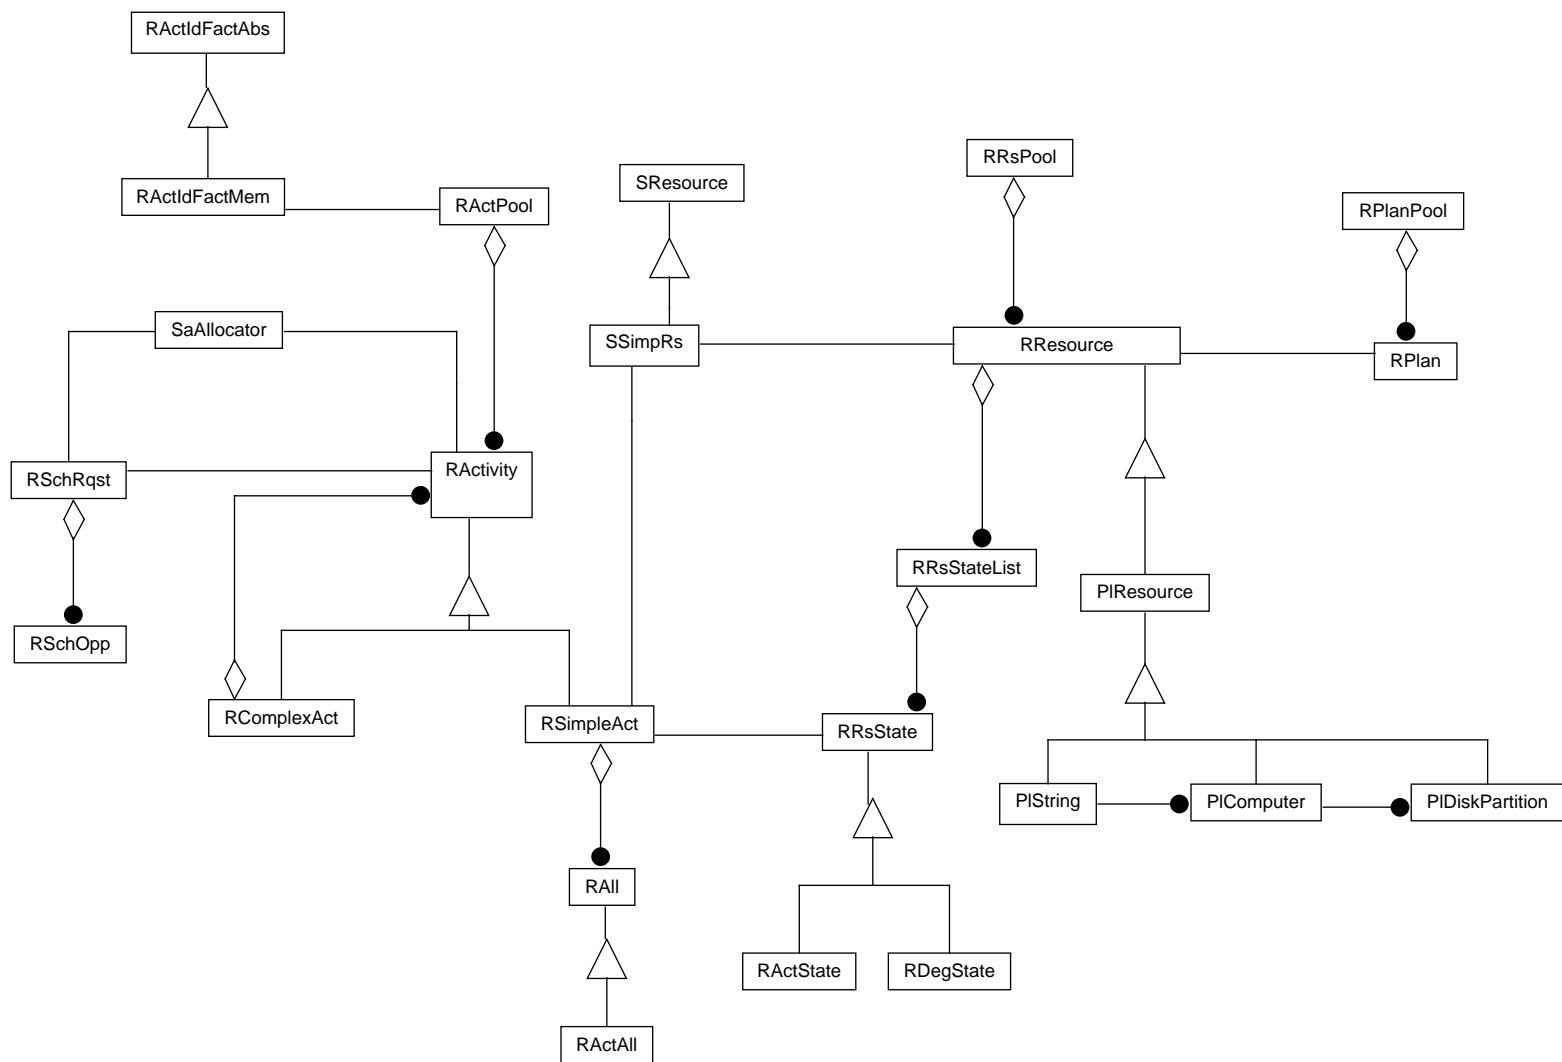 RActIdFactAbs
RRsPool
SResource
RActIdFactMem
RActPool
RPlanPool
SaAllocator
SSimpRs
RResource
RPlan
RSchRqst
RActivity
RRsStateList
PlResource
RSchOpp
RComplexAct
RSimpleAct
RRsState
PlString
PlComputer
PlDiskPartition
RAll
RActState
RDegState
RActAll